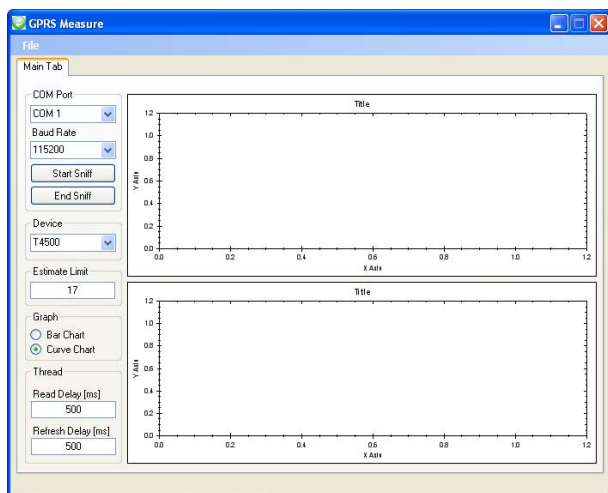 GPRS Measure
File
Main Tab
COM Port
COM 1
Baud Rate
115200
Start Sniff
End Sniff
Device
T4500
Estimate Limit
17
Graph
Bar Chart
Curve Chart
Thread
Read Delay [ms]
500
Refresh Delay [ms]
500
Title
1.2
1.0
0.8
0.6
0.4
0.2
0.0
Y Axis
0.0 0.2 0.4 0.6 0.8 1.0 1.2
X Axis
Title
1.2
1.0
0.8
0.6
0.4
0.2
0.0
Y Axis
0.0 0.2 0.4 0.6 0.8 1.0 1.2
X Axis